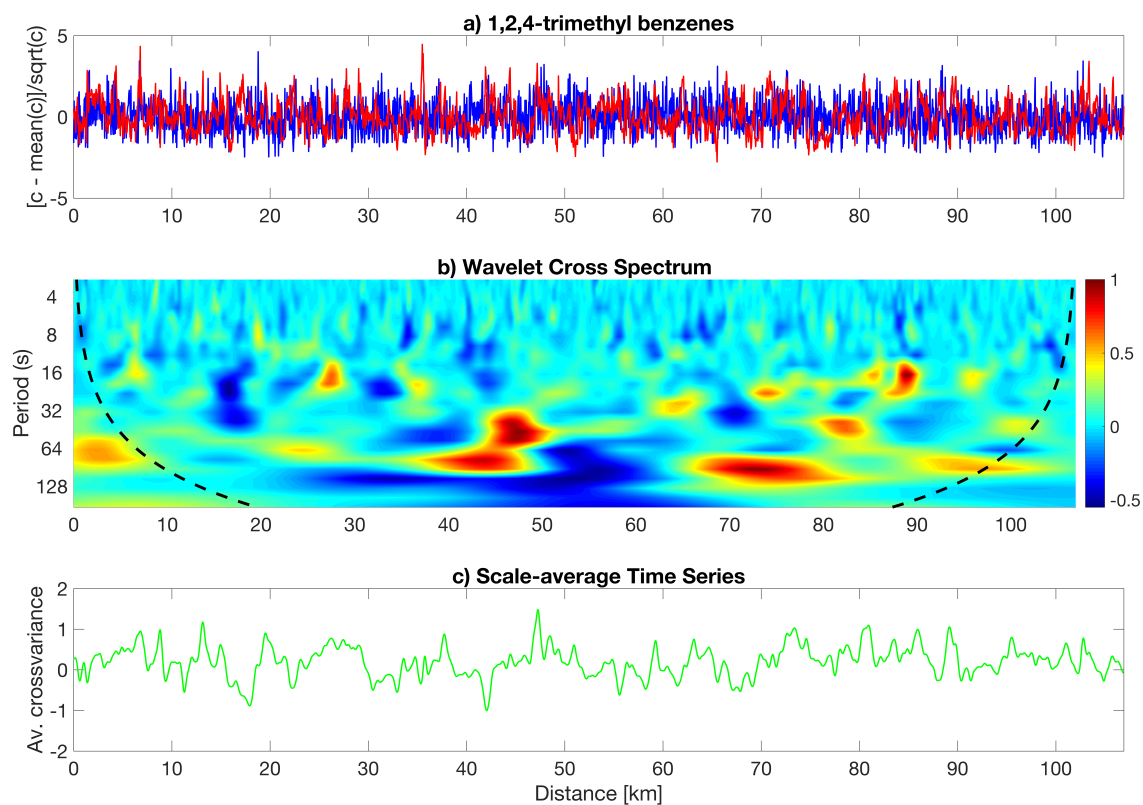 a) 1,2,4-trimethyl benzenes
[c - mean(c)]/sqrt(c)
5
0
-5
0 10 20 30 40 50 60 70 80 90 100
b) Wavelet Cross Spectrum
Period (s)
4
8
16
32
64
128
0 10 20 30 40 50 60 70 80 90 100
1
0.5
0
-0.5
c) Scale-average Time Series
Av. crossvariance
2
1
0
-1
-2
0 10 20 30 40 50 60 70 80 90 100
Distance [km]